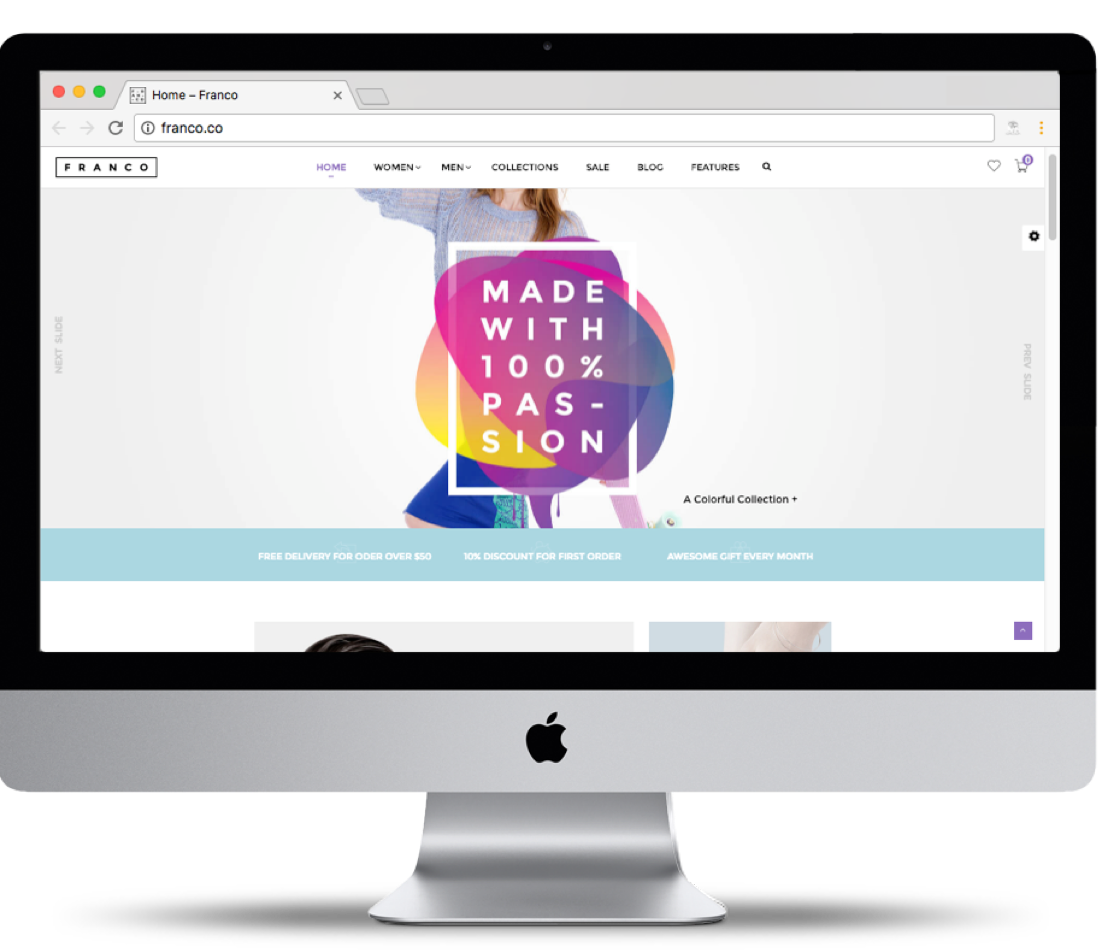 Home – Franco
franco.co
FRANCO
HOME WOMEN MEN COLLECTIONS SALE BLOG FEATURES
0
MADE
WITH
100%
PAS-
SION
NEXT SLIDE
PREV SLIDE
A Colorful Collection +
FREE DELIVERY FOR ODER OVER $50 10% DISCOUNT FOR FIRST ORDER AWESOME GIFT EVERY MONTH